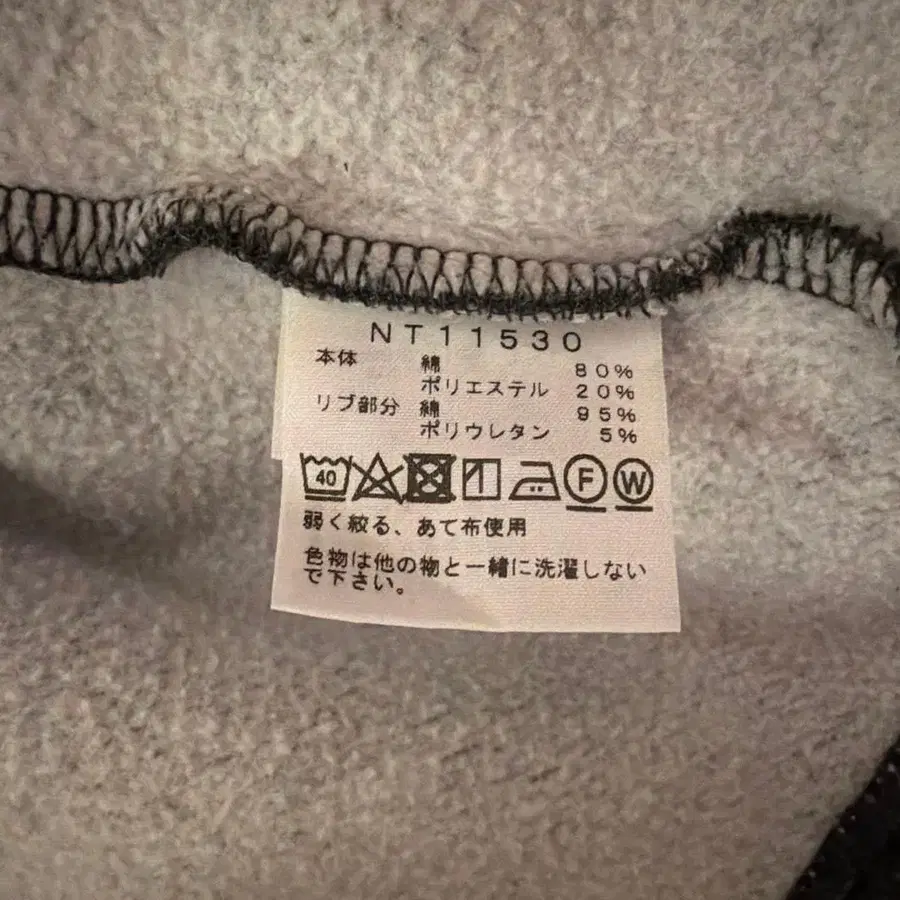 NT11530
本体 綿 80%
ポリエステル 20%
リブ部分 綿 95%
ポリウレタン 5%
40 F W
弱く絞る、あて布使用
色物は他の物と一緒に洗濯しない
で下さい。